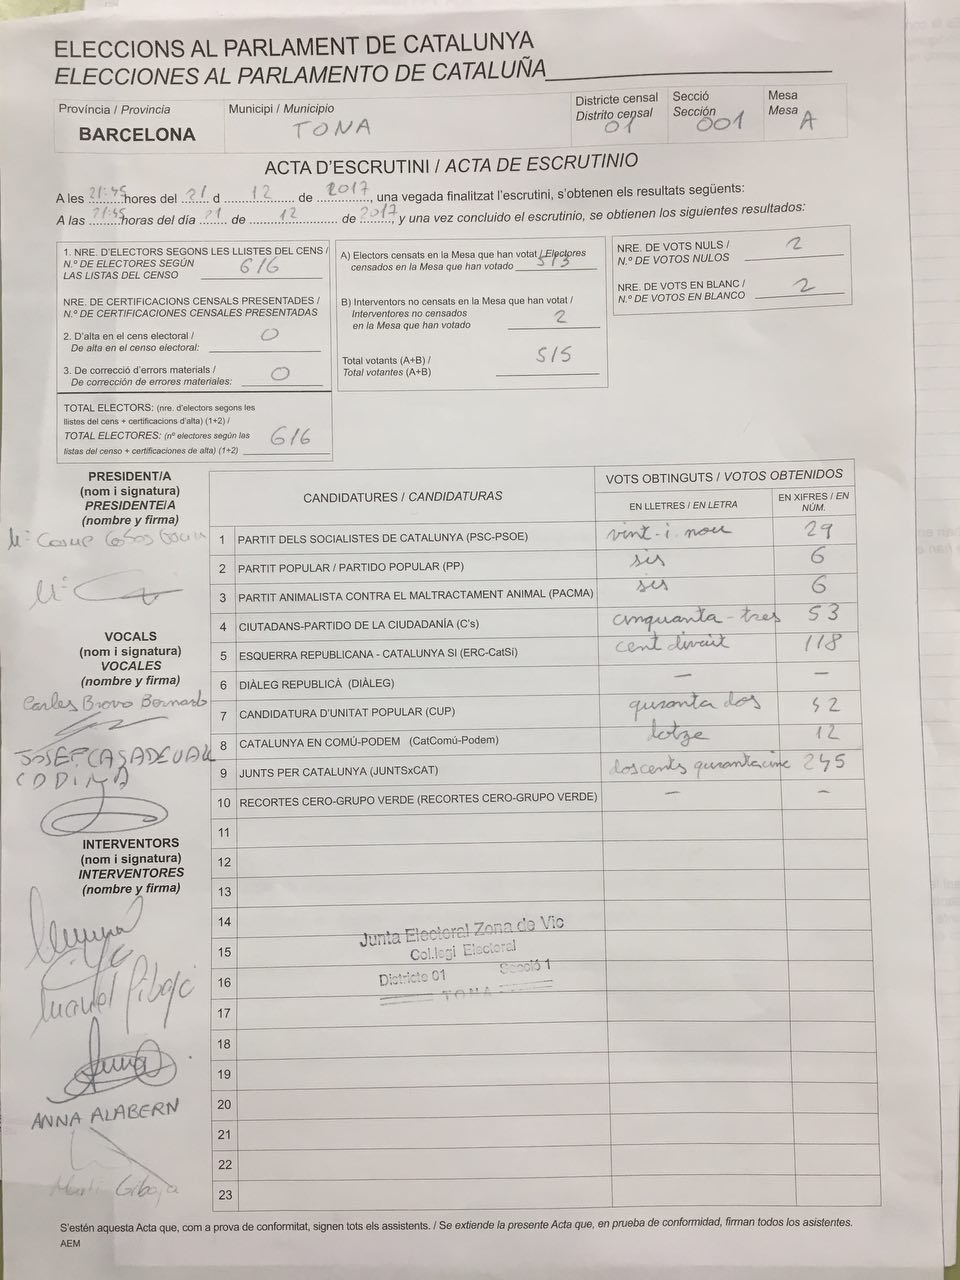 ELECCIONS AL PARLAMENT DE CATALUNYA
ELECCIONES AL PARLAMENTO DE CATALUÑA
Província / Provincia
BARCELONA
Municipi / Municipio
TONA
Districte censal
Distrito censal
01
Secció
Sección
001
Mesa
Mesa
A
ACTA D'ESCRUTINI / ACTA DE ESCRUTINIO
A les 21:45 hores del 21 d 12 de 2017, una vegada finalitzat l'escrutini, s'obtenen els resultats següents:
A las 21:45 horas del día 21 de 12 de 2017 y una vez concluido el escrutinio, se obtienen los siguientes resultados:
1. NRE. D'ELECTORS SEGONS LES LLISTES DEL CENS /
N.º DE ELECTORES SEGÚN
LAS LISTAS DEL CENSO 616
NRE. DE CERTIFICACIONS CENSALS PRESENTADES /
N.º DE CERTIFICACIONES CENSALES PRESENTADAS
2. D'alta en el cens electoral /
De alta en el censo electoral: 0
3. De correcció d'errors materials /
De corrección de errores materiales: 0
TOTAL ELECTORS: (nre. d'electors segons les
llistes del cens + certificacions d'alta) (1+2) /
TOTAL ELECTORES: (nº electores según las
listas del censo + certificaciones de alta) (1+2) 616
A) Electors censats en la Mesa que han votat / Electores
censados en la Mesa que han votado 513
B) Interventors no censats en la Mesa que han votat /
Interventores no censados
en la Mesa que han votado 2
Total votants (A+B) /
Total votantes (A+B) 515
NRE. DE VOTS NULS /
N.º DE VOTOS NULOS 2
NRE. DE VOTS EN BLANC /
N.º DE VOTOS EN BLANCO 2
PRESIDENT/A
(nom i signatura)
PRESIDENTE/A
(nombre y firma)
VOCALS
(nom i signatura)
VOCALES
(nombre y firma)
Carles Bravo Bernardo
JOSEP CASADEVALL
CODINA
INTERVENTORS
(nom i signatura)
INTERVENTORES
(nombre y firma)
ANNA ALABERN
Martí Giboja
CANDIDATURES / CANDIDATURAS
VOTS OBTINGUTS / VOTOS OBTENIDOS
EN LLETRES / EN LETRA
EN XIFRES / EN
NÚM.
1 PARTIT DELS SOCIALISTES DE CATALUNYA (PSC-PSOE) vint-i-nou 29
2 PARTIT POPULAR / PARTIDO POPULAR (PP) sis 6
3 PARTIT ANIMALISTA CONTRA EL MALTRACTAMENT ANIMAL (PACMA) sis 6
4 CIUTADANS-PARTIDO DE LA CIUDADANÍA (C's) cinquanta-tres 53
5 ESQUERRA REPUBLICANA - CATALUNYA SI (ERC-CatSí) cent divuit 118
6 DIÀLEG REPUBLICÀ (DIÀLEG) — —
7 CANDIDATURA D'UNITAT POPULAR (CUP) quranta dos 42
8 CATALUNYA EN COMÚ-PODEM (CatComú-Podem) dotze 12
9 JUNTS PER CATALUNYA (JUNTSxCAT) doscents qurantacinc 245
10 RECORTES CERO-GRUPO VERDE (RECORTES CERO-GRUPO VERDE) — —
11
12
13
14
15
16
17
18
19
20
21
22
23
Junta Electoral Zona de Vic
Col.legi Electoral
Districte 01 Secció 1
TONA
S'estén aquesta Acta que, com a prova de conformitat, signen tots els assistents. / Se extiende la presente Acta que, en prueba de conformidad, firman todos los asistentes.
AEM